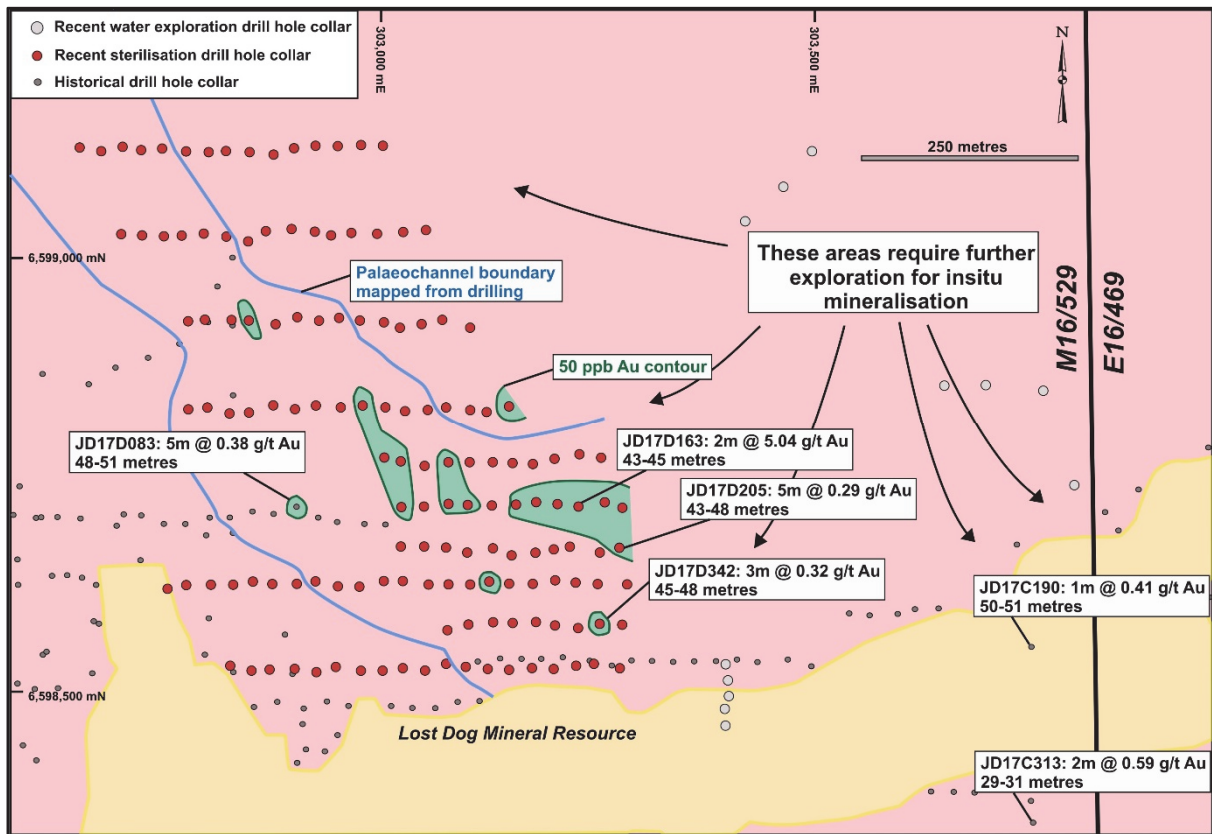 Recent water exploration drill hole collar
Recent sterilisation drill hole collar
Historical drill hole collar
303,000 mE
303,500 mE
N
250 metres
M16/529
E16/469
These areas require further
exploration for insitu
mineralisation
6,599,000 mN
Palaeochannel boundary
mapped from drilling
50 ppb Au contour
JD17D083: 5m @ 0.38 g/t Au
48-51 metres
JD17D163: 2m @ 5.04 g/t Au
43-45 metres
JD17D205: 5m @ 0.29 g/t Au
43-48 metres
JD17D342: 3m @ 0.32 g/t Au
45-48 metres
JD17C190: 1m @ 0.41 g/t Au
50-51 metres
6,598,500 mN
Lost Dog Mineral Resource
JD17C313: 2m @ 0.59 g/t Au
29-31 metres